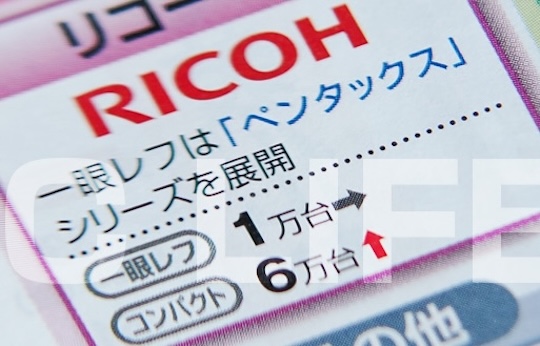 リコー
RICOH
一眼レフは「ペンタックス」
シリーズを展開
一眼レフ 1万台➡
コンパクト 6万台⬆
の他
C LIFE